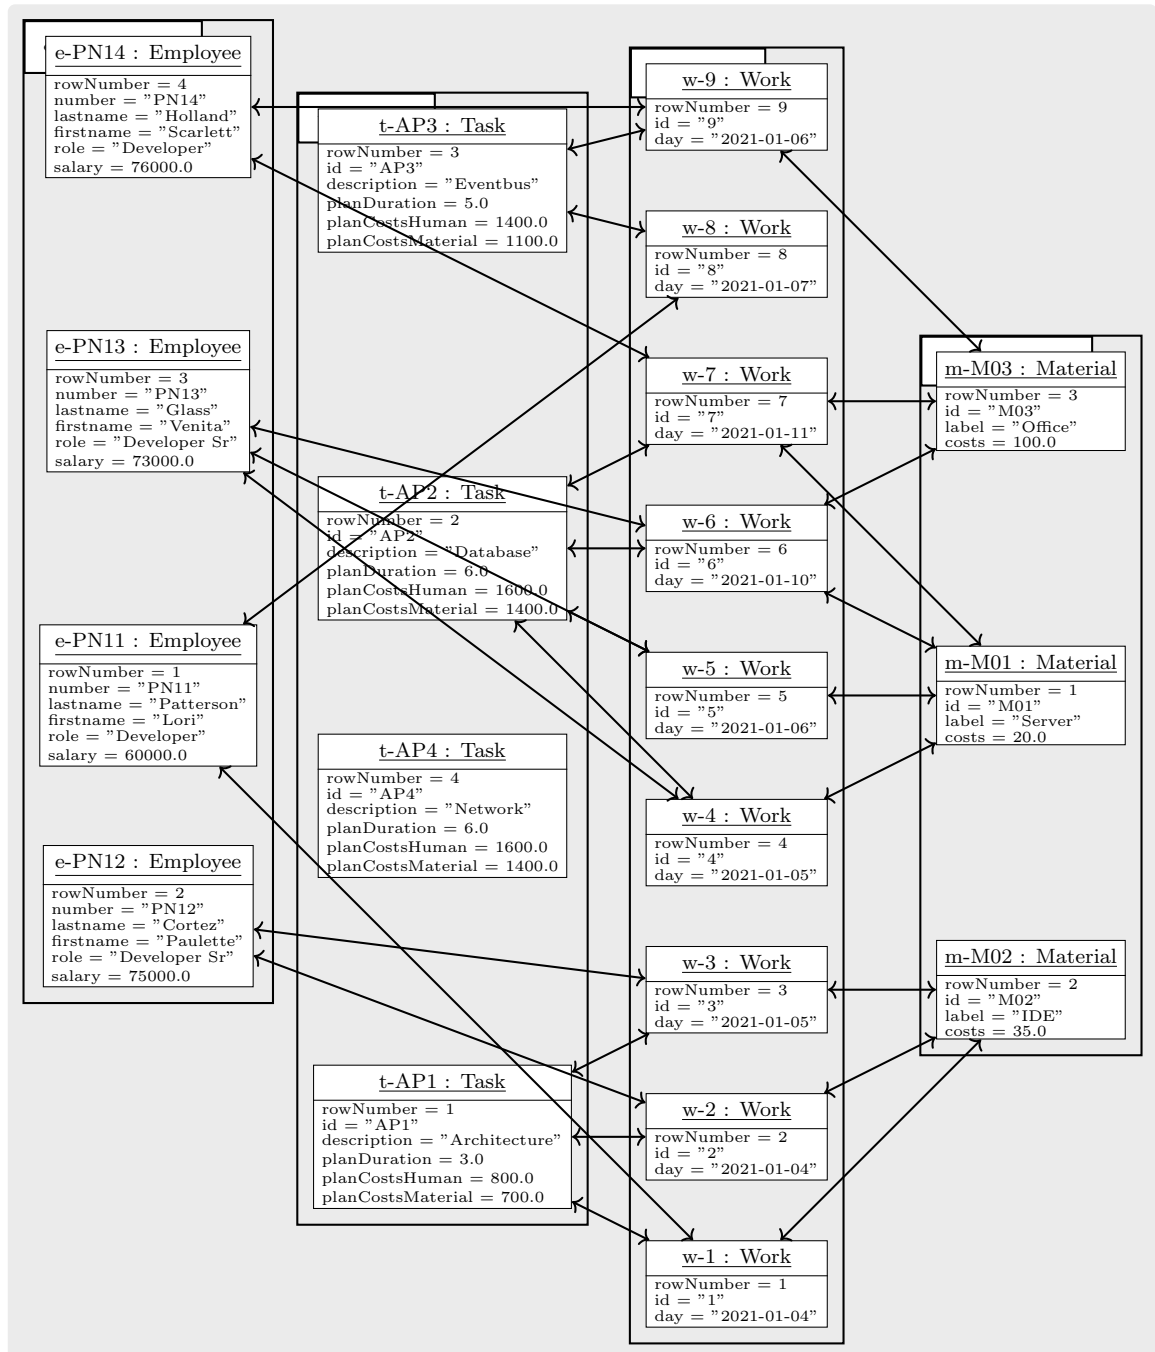 e-PN14 : Employee
rowNumber = 4
number = "PN14"
lastname = "Holland"
firstname = "Scarlett"
role = "Developer"
salary = 76000.0
e-PN13 : Employee
rowNumber = 3
number = "PN13"
lastname = "Glass"
firstname = "Venita"
role = "Developer Sr"
salary = 73000.0
e-PN11 : Employee
rowNumber = 1
number = "PN11"
lastname = "Patterson"
firstname = "Lori"
role = "Developer"
salary = 60000.0
e-PN12 : Employee
rowNumber = 2
number = "PN12"
lastname = "Cortez"
firstname = "Paulette"
role = "Developer Sr"
salary = 75000.0
t-AP3 : Task
rowNumber = 3
id = "AP3"
description = "Eventbus"
planDuration = 5.0
planCostsHuman = 1400.0
planCostsMaterial = 1100.0
t-AP2 : Task
rowNumber = 2
id = "AP2"
description = "Database"
planDuration = 6.0
planCostsHuman = 1600.0
planCostsMaterial = 1400.0
t-AP4 : Task
rowNumber = 4
id = "AP4"
description = "Network"
planDuration = 6.0
planCostsHuman = 1600.0
planCostsMaterial = 1400.0
t-AP1 : Task
rowNumber = 1
id = "AP1"
description = "Architecture"
planDuration = 3.0
planCostsHuman = 800.0
planCostsMaterial = 700.0
w-9 : Work
rowNumber = 9
id = "9"
day = "2021-01-06"
w-8 : Work
rowNumber = 8
id = "8"
day = "2021-01-07"
w-7 : Work
rowNumber = 7
id = "7"
day = "2021-01-11"
w-6 : Work
rowNumber = 6
id = "6"
day = "2021-01-10"
w-5 : Work
rowNumber = 5
id = "5"
day = "2021-01-06"
w-4 : Work
rowNumber = 4
id = "4"
day = "2021-01-05"
w-3 : Work
rowNumber = 3
id = "3"
day = "2021-01-05"
w-2 : Work
rowNumber = 2
id = "2"
day = "2021-01-04"
w-1 : Work
rowNumber = 1
id = "1"
day = "2021-01-04"
m-M03 : Material
rowNumber = 3
id = "M03"
label = "Office"
costs = 100.0
m-M01 : Material
rowNumber = 1
id = "M01"
label = "Server"
costs = 20.0
m-M02 : Material
rowNumber = 2
id = "M02"
label = "IDE"
costs = 35.0